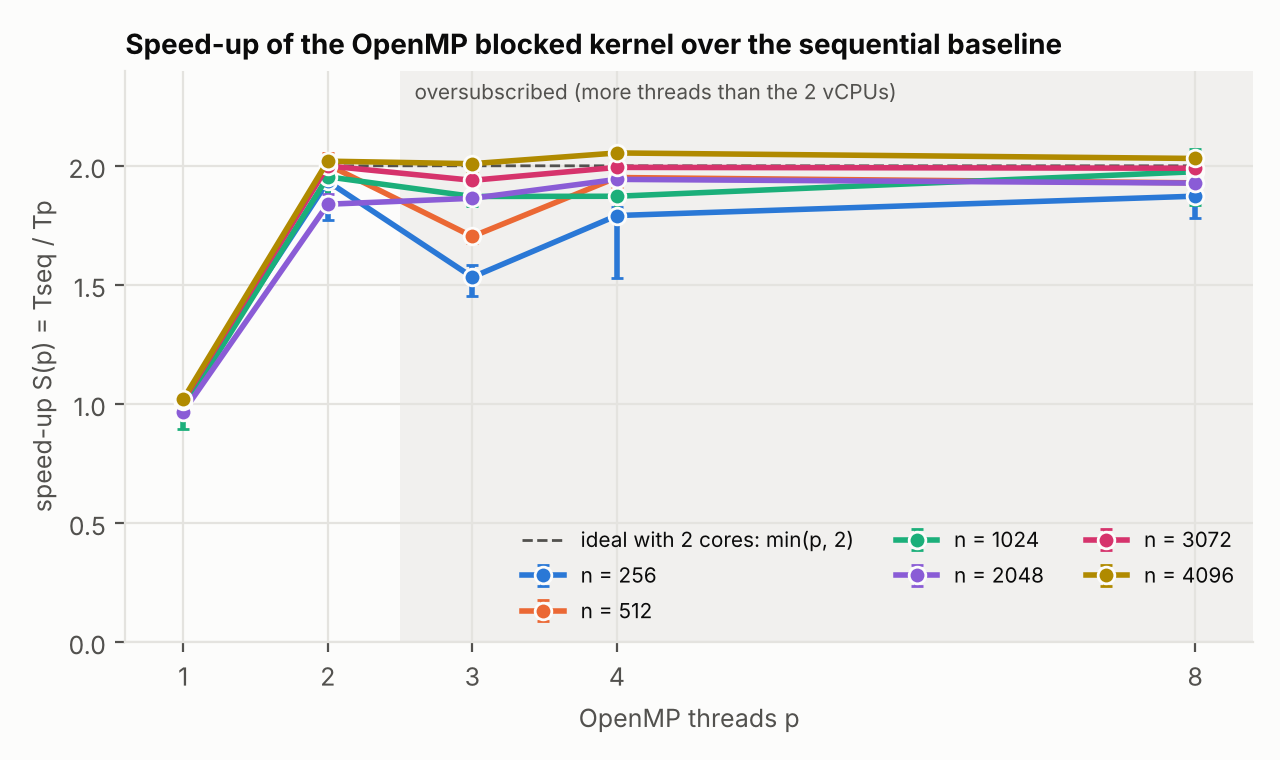 Speed-up of the OpenMP blocked kernel over the sequential baseline
oversubscribed (more threads than the 2 vCPUs)
speed-up S(p) = Tseq / Tp
2.0
1.5
1.0
0.5
0.0
ideal with 2 cores: min(p, 2)
n = 256
n = 512
n = 1024
n = 2048
n = 3072
n = 4096
1 2 3 4 8
OpenMP threads p